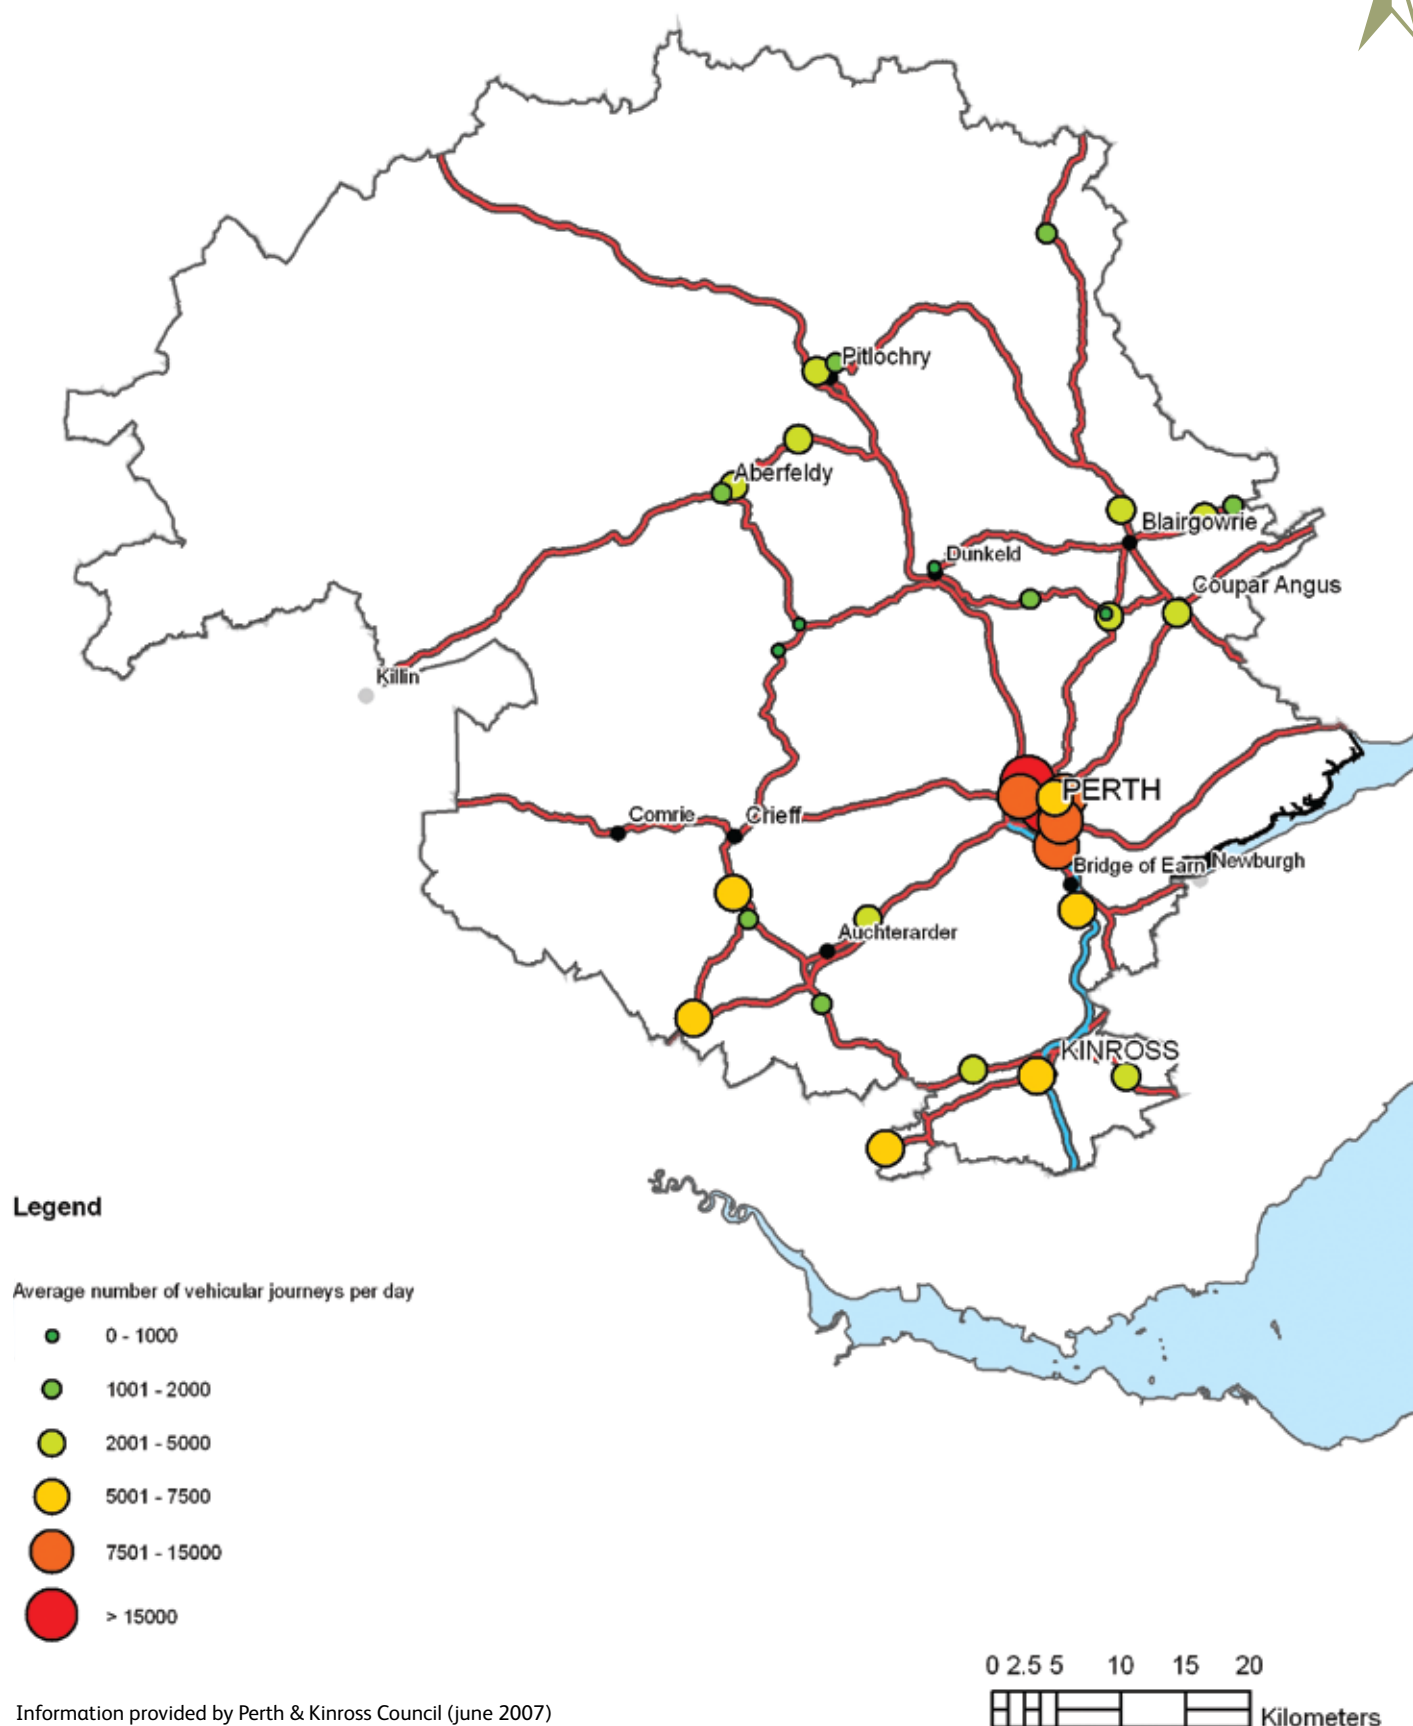 Pitlochry
Aberfeldy
Blairgowrie
Dunkeld
Coupar Angus
Killin
PERTH
Comrie
Crieff
Bridge of Earn
Newburgh
Auchterarder
KINROSS
Legend
Average number of vehicular journeys per day
0 - 1000
1001 - 2000
2001 - 5000
5001 - 7500
7501 - 15000
> 15000
0 2.5 5 10 15 20
Kilometers
Information provided by Perth & Kinross Council (june 2007)